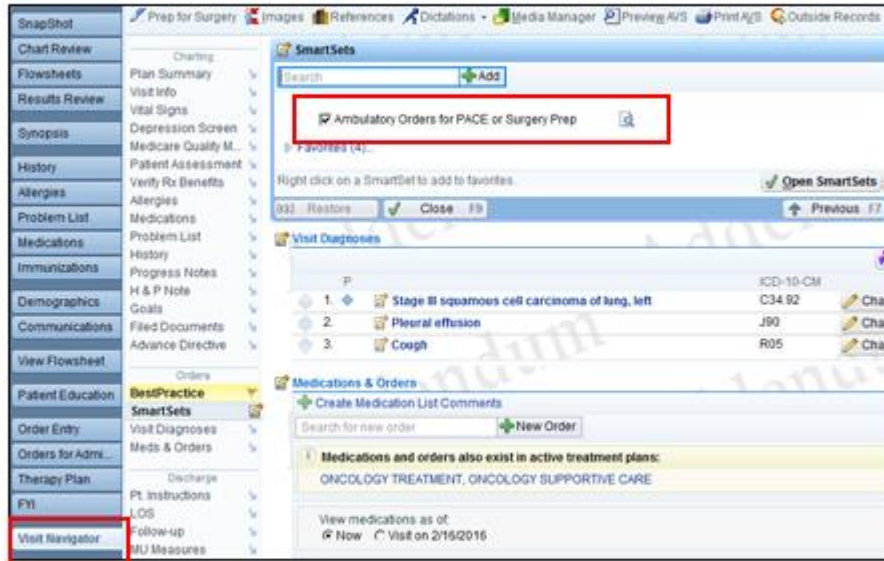 SnapShot
Chart Review
Flowsheets
Results Review
Synopsis
History
Allergies
Problem List
Medications
Immunizations
Demographics
Communications
View Flowsheet
Patient Education
Order Entry
Orders for Admi...
Therapy Plan
FYI
Visit Navigator
Prep for Surgery Images References Dictations Media Manager Preview AVS Print AVS Outside Records
Charting
Plan Summary
Visit Info
Vital Signs
Depression Screen
Medicare Quality M...
Patient Assessment
Verify Rx Benefits
Allergies
Medications
Problem List
History
Progress Notes
H & P Note
Goals
Filed Documents
Advance Directive
Orders
BestPractice
SmartSets
Visit Diagnoses
Meds & Orders
Discharge
Pt. Instructions
LOS
Follow-up
MU Measures
SmartSets
Search Add
Ambulatory Orders for PACE or Surgery Prep
Favorites (4)...
Right click on a SmartSet to add to favorites.
Open SmartSets
Restore Close F9 Previous F7
Visit Diagnoses
P ICD-10-CM
1. Stage III squamous cell carcinoma of lung, left C34.92 Cha
2. Pleural effusion J90 Cha
3. Cough R05 Cha
Medications & Orders
Create Medication List Comments
Search for new order New Order
Medications and orders also exist in active treatment plans:
ONCOLOGY TREATMENT, ONCOLOGY SUPPORTIVE CARE
View medications as of:
Now Visit on 2/16/2016
Addendum